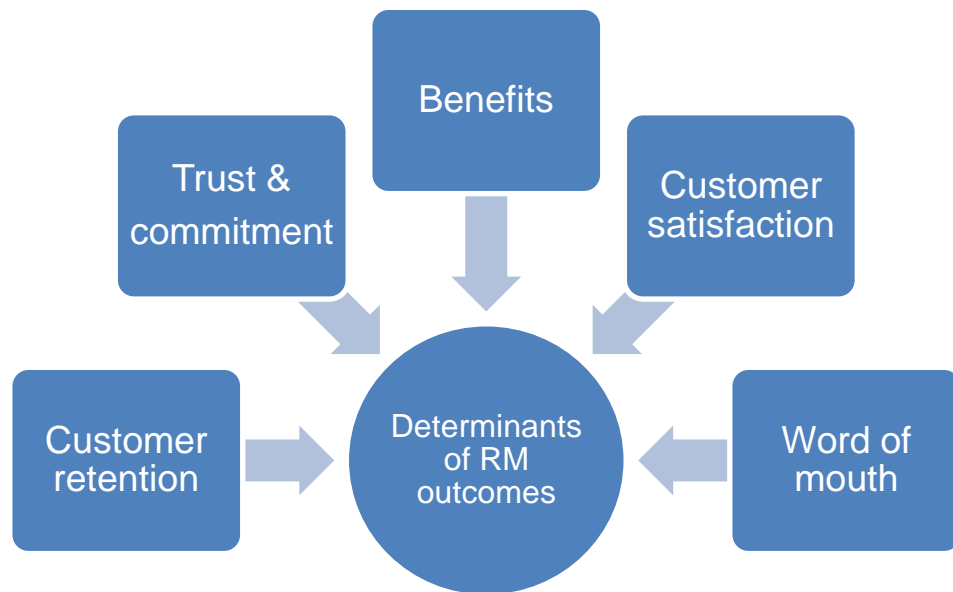 Benefits
Trust &
commitment
Customer
satisfaction
Customer
retention
Determinants
of RM
outcomes
Word of
mouth